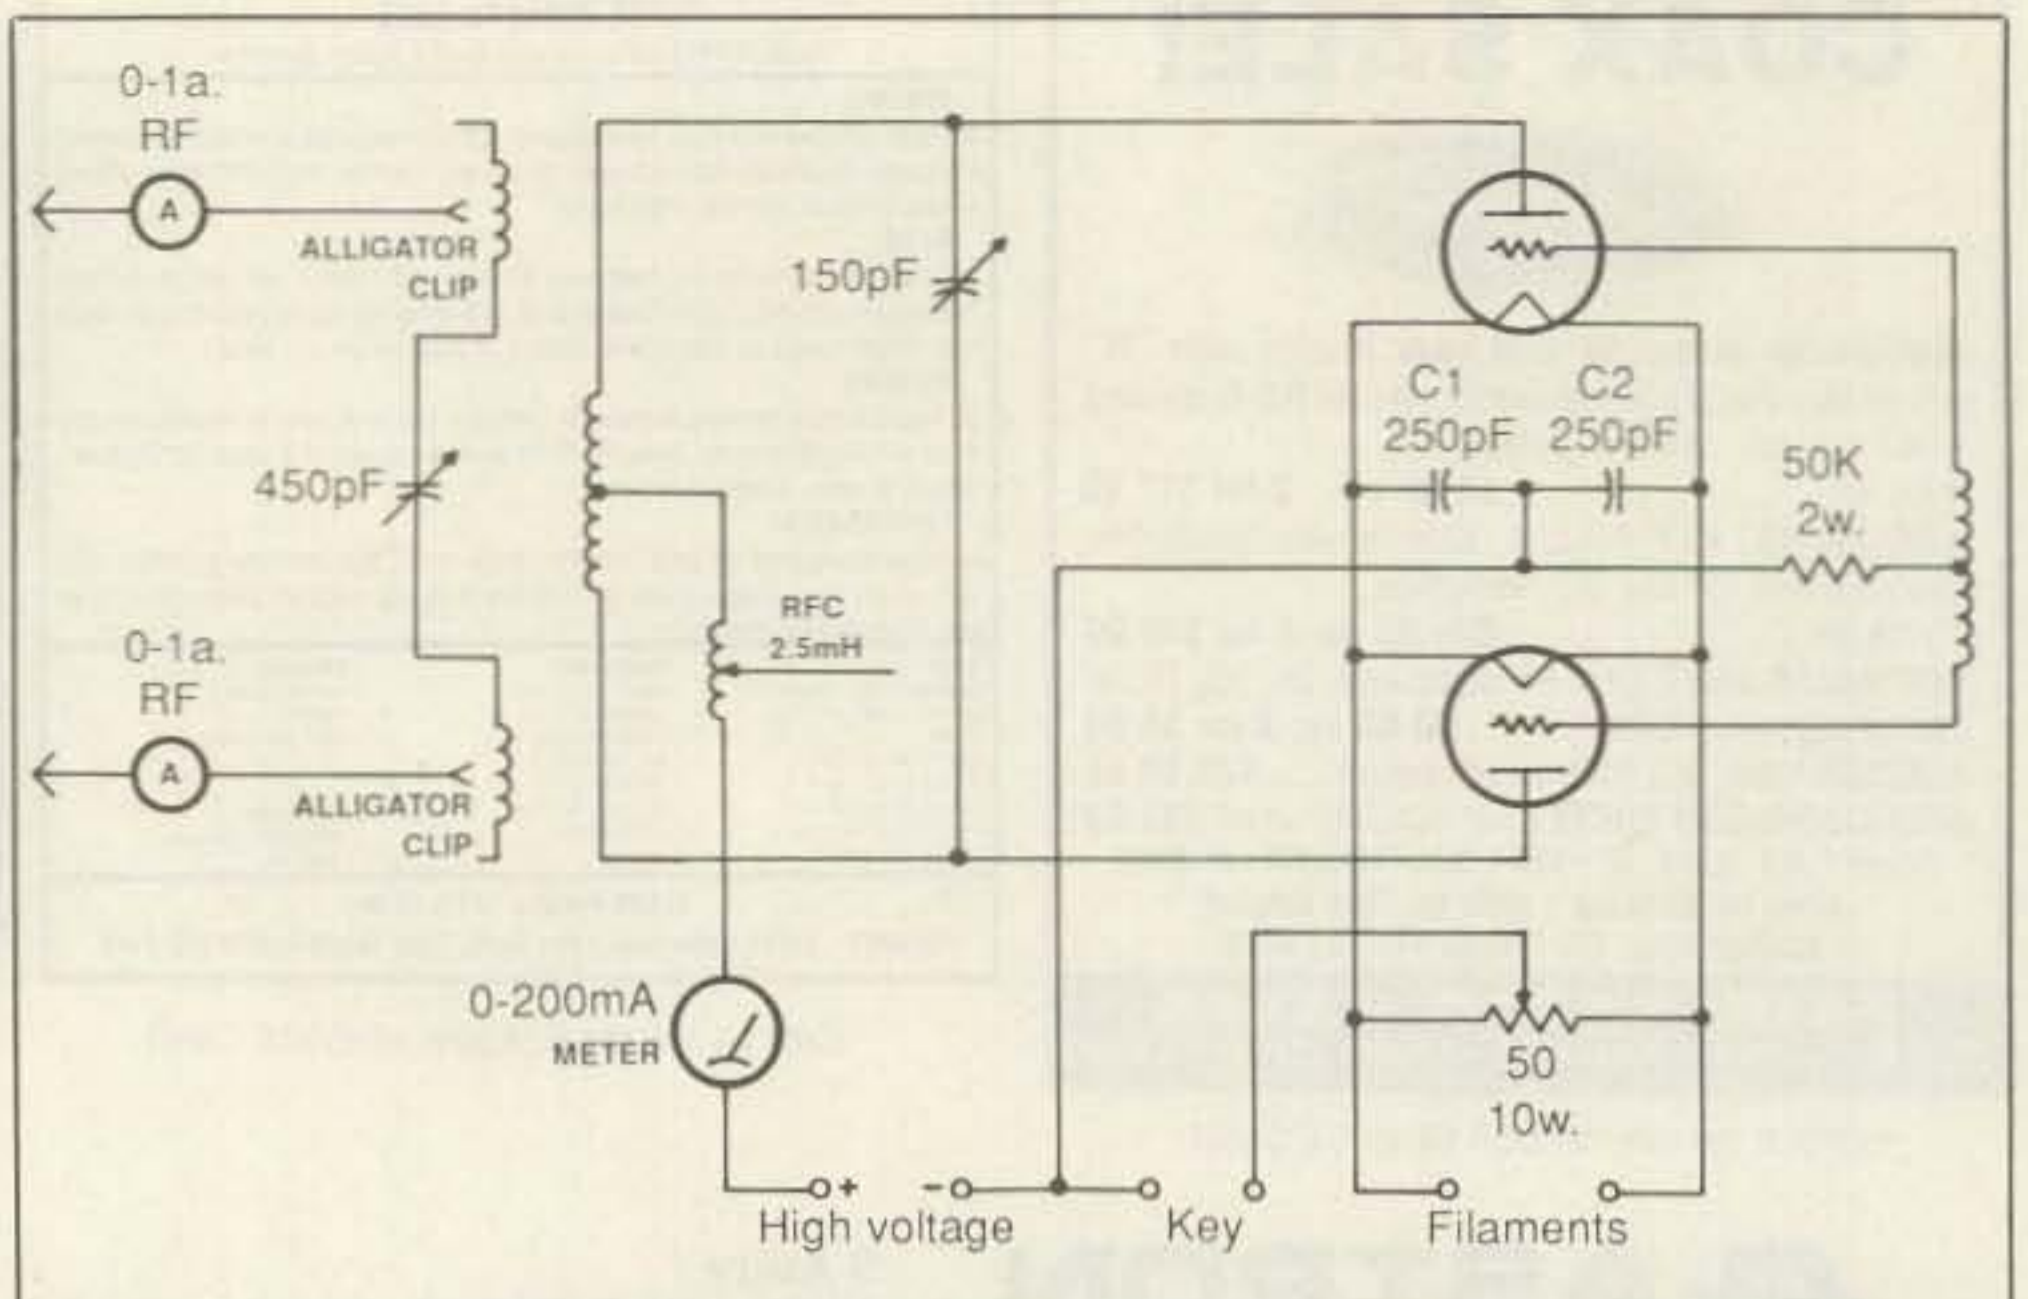 0-1a.
RF
A
ALLIGATOR
CLIP
150pF
450pF
C1
250pF
C2
250pF
50K
2w.
RFC
2.5mH
0-1a.
RF
A
ALLIGATOR
CLIP
0-200mA
METER
50
10w.
+
-
High voltage
Key
Filaments